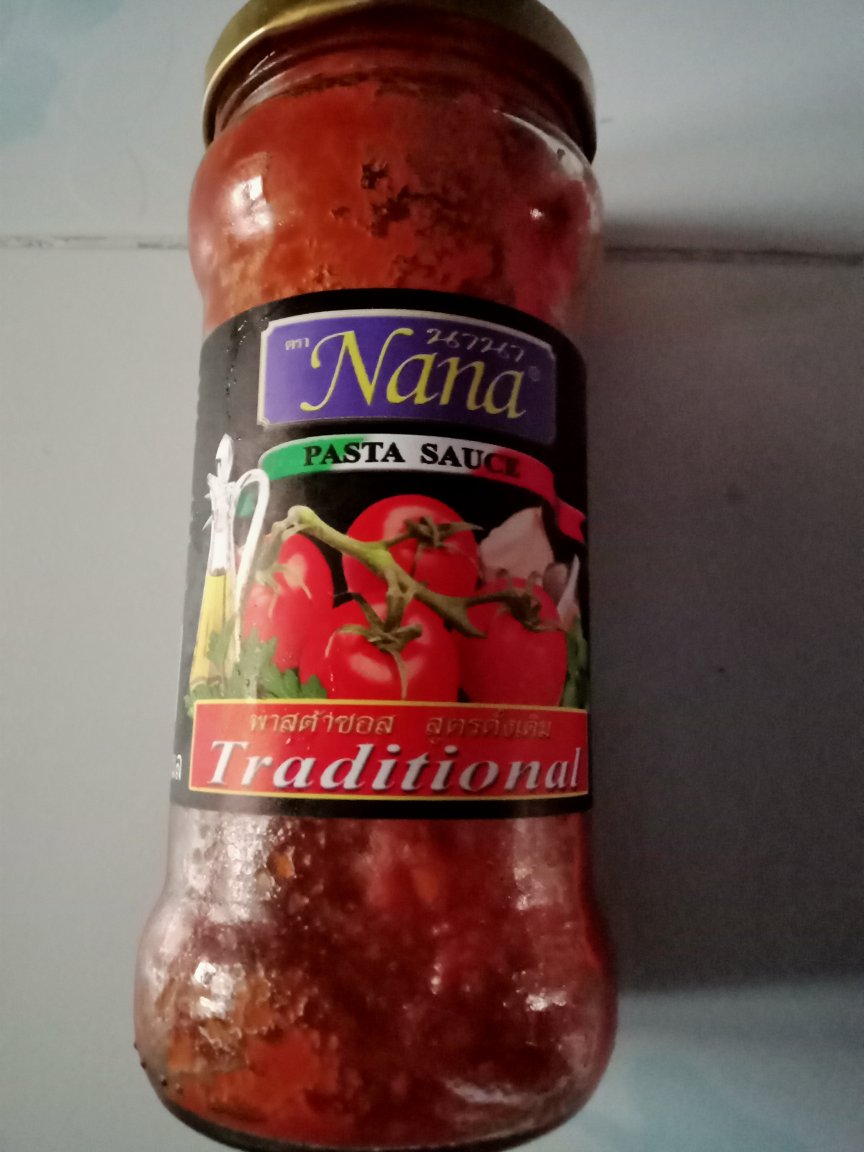 ตรา นานา
Nana®
PASTA SAUCE
พาสต้าซอส สูตรดั้งเดิม
Traditional